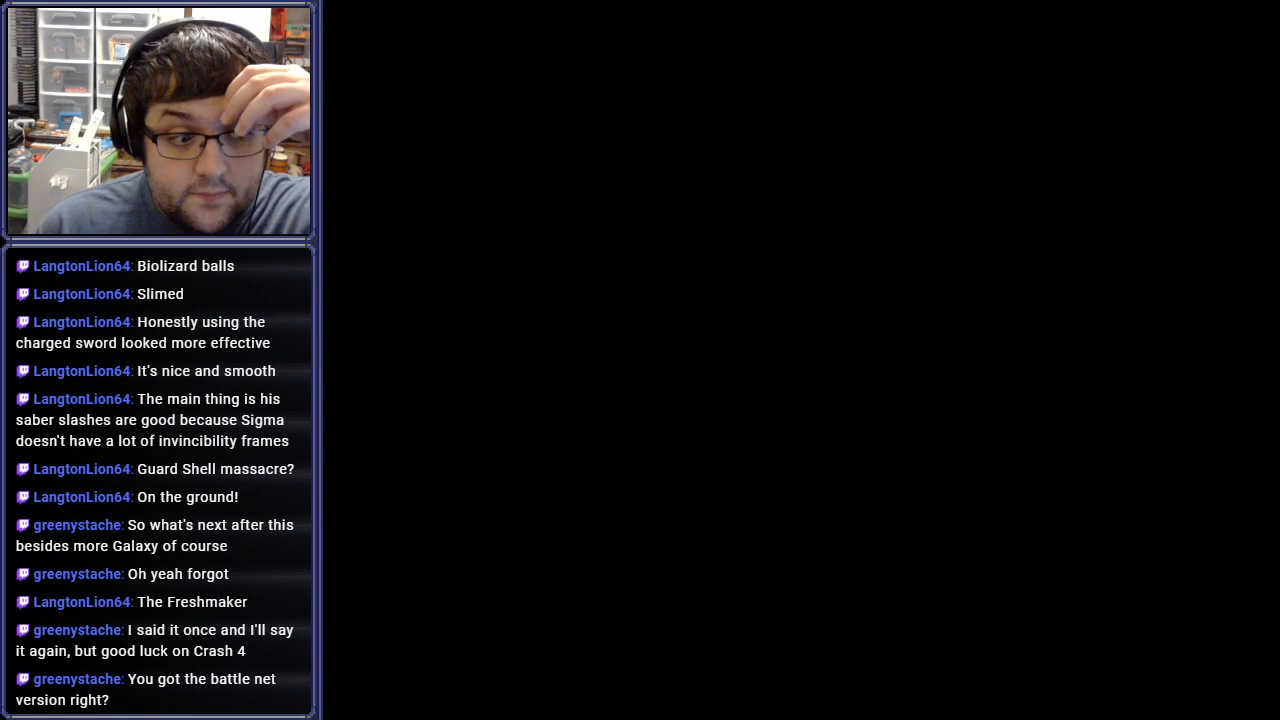 LangtonLion64: Biolizard balls
LangtonLion64: Slimed
LangtonLion64: Honestly using the
charged sword looked more effective
LangtonLion64: It's nice and smooth
LangtonLion64: The main thing is his
saber slashes are good because Sigma
doesn't have a lot of invincibility frames
LangtonLion64: Guard Shell massacre?
LangtonLion64: On the ground!
greenystache: So what's next after this
besides more Galaxy of course
greenystache: Oh yeah forgot
LangtonLion64: The Freshmaker
greenystache: I said it once and I'll say
it again, but good luck on Crash 4
greenystache: You got the battle net
version right?